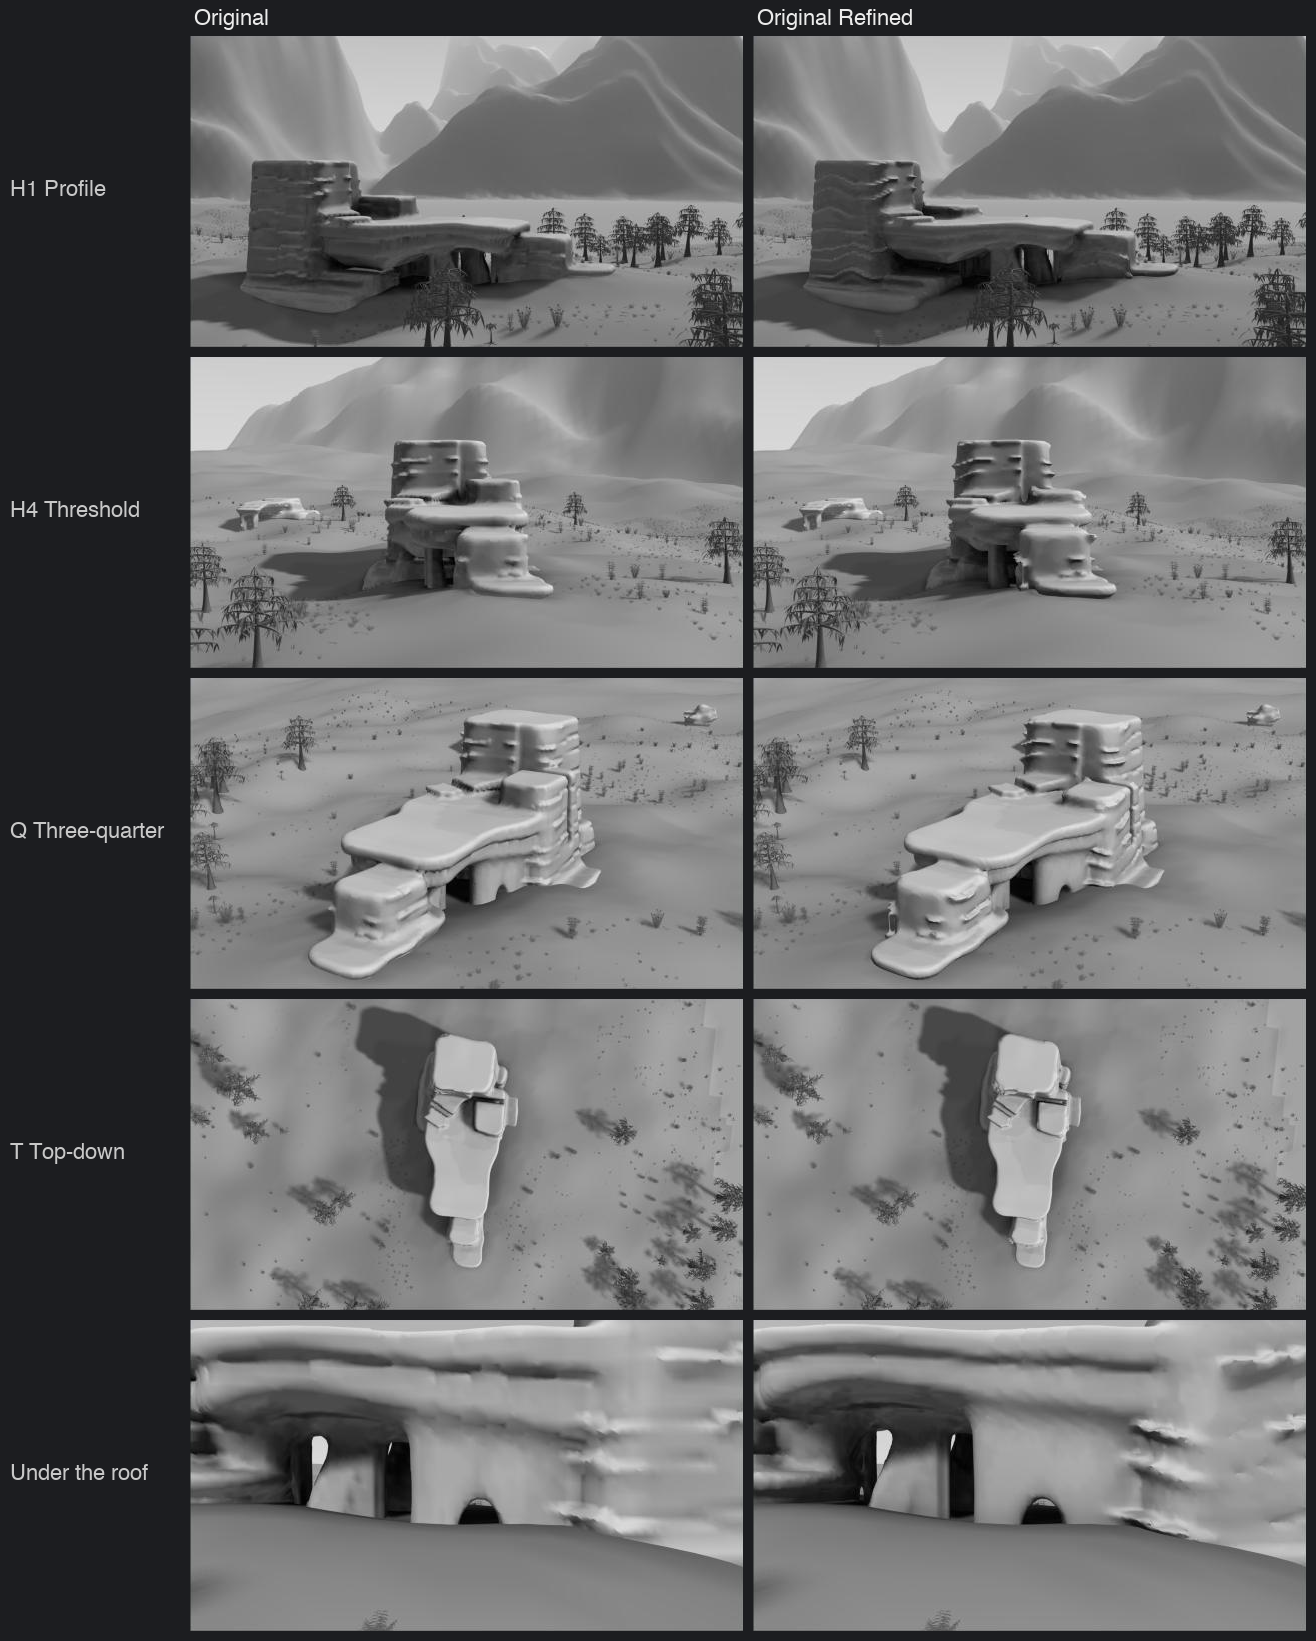 Original
Original Refined
H1 Profile
H4 Threshold
Q Three-quarter
T Top-down
Under the roof